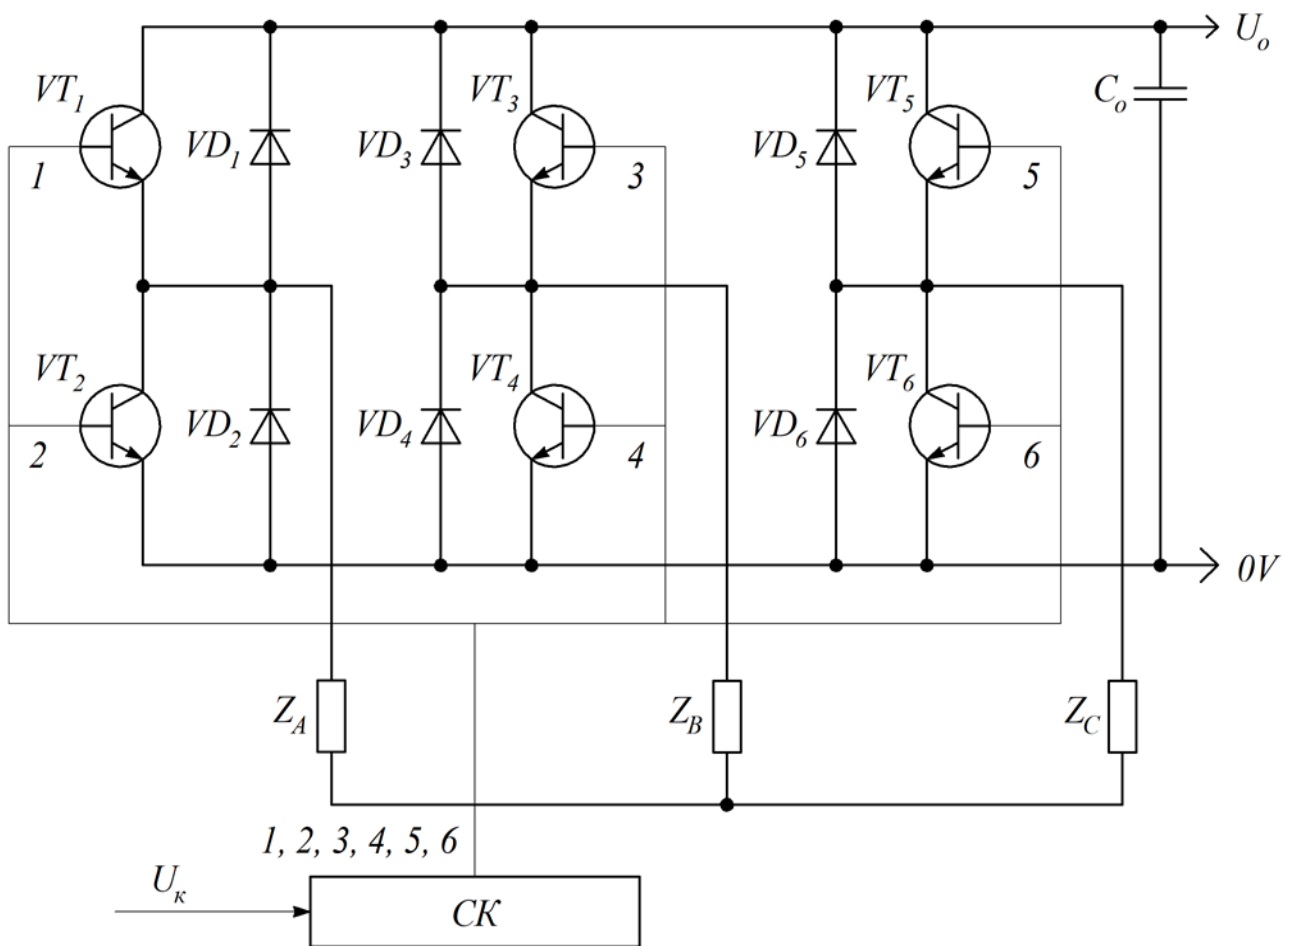 Uo
VT1
VT3
VT5
Co
VD1
VD3
VD5
1
3
5
VT2
VT4
VT6
VD2
VD4
VD6
2
4
6
0V
ZA
ZB
ZC
1, 2, 3, 4, 5, 6
Uк
СК